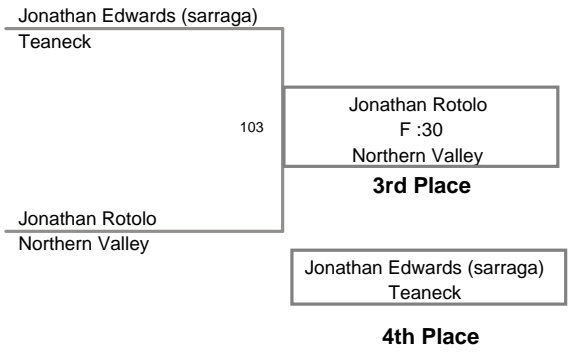 Jonathan Edwards (sarraga)
Teaneck
103
Jonathan Rotolo
F :30
Northern Valley
3rd Place
Jonathan Rotolo
Northern Valley
Jonathan Edwards (sarraga)
Teaneck
4th Place